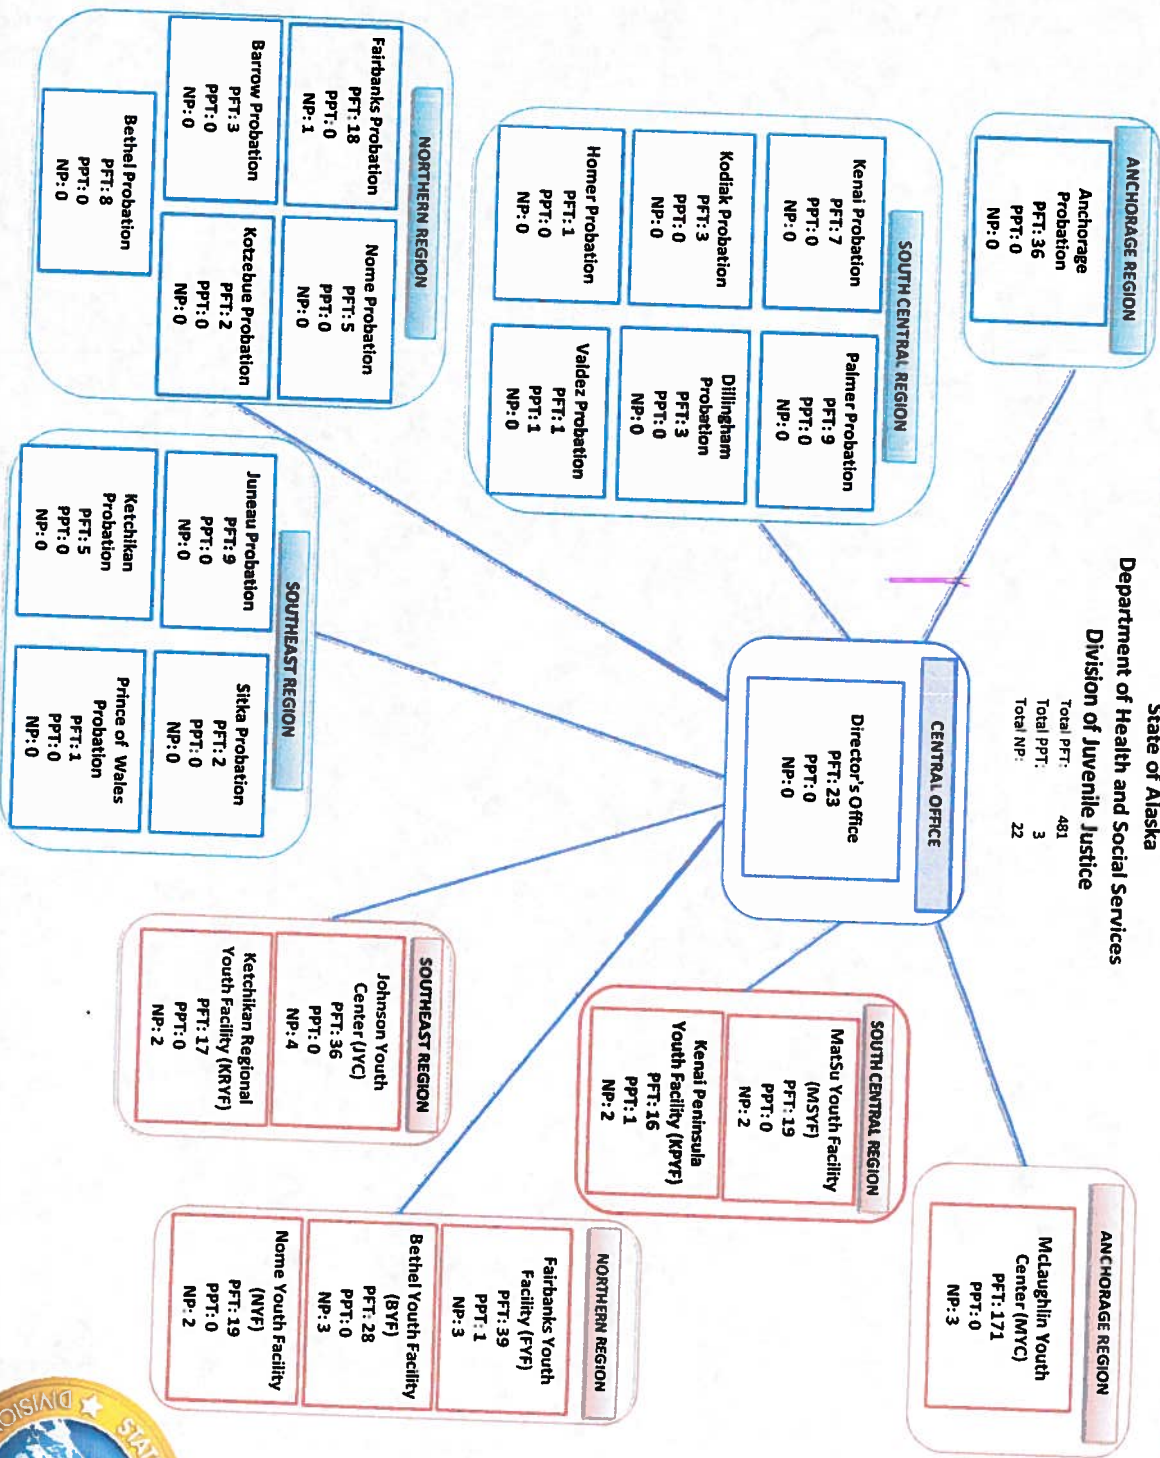 State of Alaska
Department of Health and Social Services
Division of Juvenile Justice
Total PFT: 481
Total PPT: 3
Total NP: 22
CENTRAL OFFICE
Director's Office
PFT: 23
PPT: 0
NP: 0
ANCHORAGE REGION
Anchorage
Probation
PFT: 36
PPT: 0
NP: 0
SOUTH CENTRAL REGION
Kenai Probation
PFT: 7
PPT: 0
NP: 0
Palmer Probation
PFT: 9
PPT: 0
NP: 0
Kodiak Probation
PFT: 3
PPT: 0
NP: 0
Dillingham
Probation
PFT: 3
PPT: 0
NP: 0
Homer Probation
PFT: 1
PPT: 0
NP: 0
Valdez Probation
PFT: 1
PPT: 1
NP: 0
NORTHERN REGION
Fairbanks Probation
PFT: 18
PPT: 0
NP: 1
Nome Probation
PFT: 5
PPT: 0
NP: 0
Barrow Probation
PFT: 3
PPT: 0
NP: 0
Kotzebue Probation
PFT: 2
PPT: 0
NP: 0
Bethel Probation
PFT: 8
PPT: 0
NP: 0
SOUTHEAST REGION
Juneau Probation
PFT: 9
PPT: 0
NP: 0
Sitka Probation
PFT: 2
PPT: 0
NP: 0
Ketchikan
Probation
PFT: 5
PPT: 0
NP: 0
Prince of Wales
Probation
PFT: 1
PPT: 0
NP: 0
ANCHORAGE REGION
McLaughlin Youth
Center (MYC)
PFT: 171
PPT: 0
NP: 3
SOUTH CENTRAL REGION
MatSu Youth Facility
(MSYF)
PFT: 19
PPT: 0
NP: 2
Kenai Peninsula
Youth Facility (KPYF)
PFT: 16
PPT: 1
NP: 2
SOUTHEAST REGION
Johnson Youth
Center (JYC)
PFT: 36
PPT: 0
NP: 4
Ketchikan Regional
Youth Facility (KRYF)
PFT: 17
PPT: 0
NP: 2
NORTHERN REGION
Fairbanks Youth
Facility (FYF)
PFT: 39
PPT: 1
NP: 3
Bethel Youth Facility
(BYF)
PFT: 28
PPT: 0
NP: 3
Nome Youth Facility
(NYF)
PFT: 19
PPT: 0
NP: 2